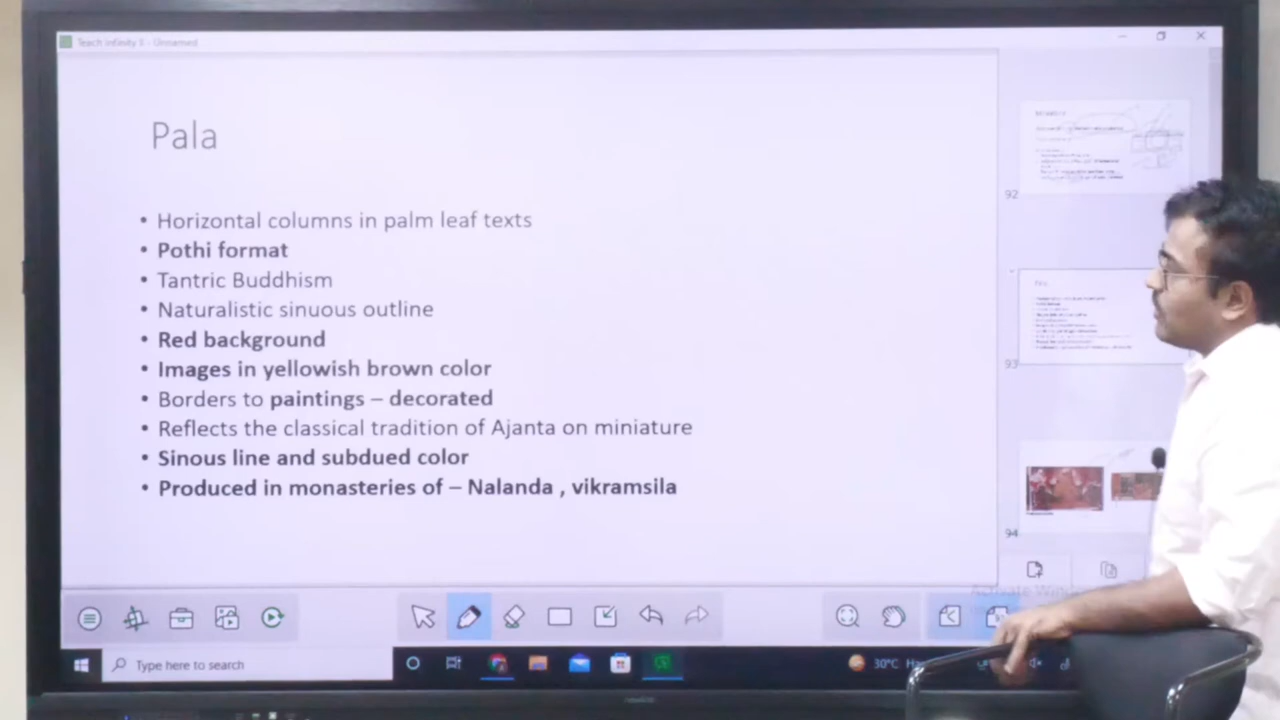 Teach Infinity
Unnamed
Pala
• Horizontal columns in palm leaf texts
• Pothi format
• Tantric Buddhism
• Naturalistic sinuous outline
• Red background
• Images in yellowish brown color
• Borders to paintings – decorated
• Reflects the classical tradition of Ajanta on miniature
• Sinous line and subdued color
• Produced in monasteries of – Nalanda , vikramsila
92
93
94
Type here to search
30°C